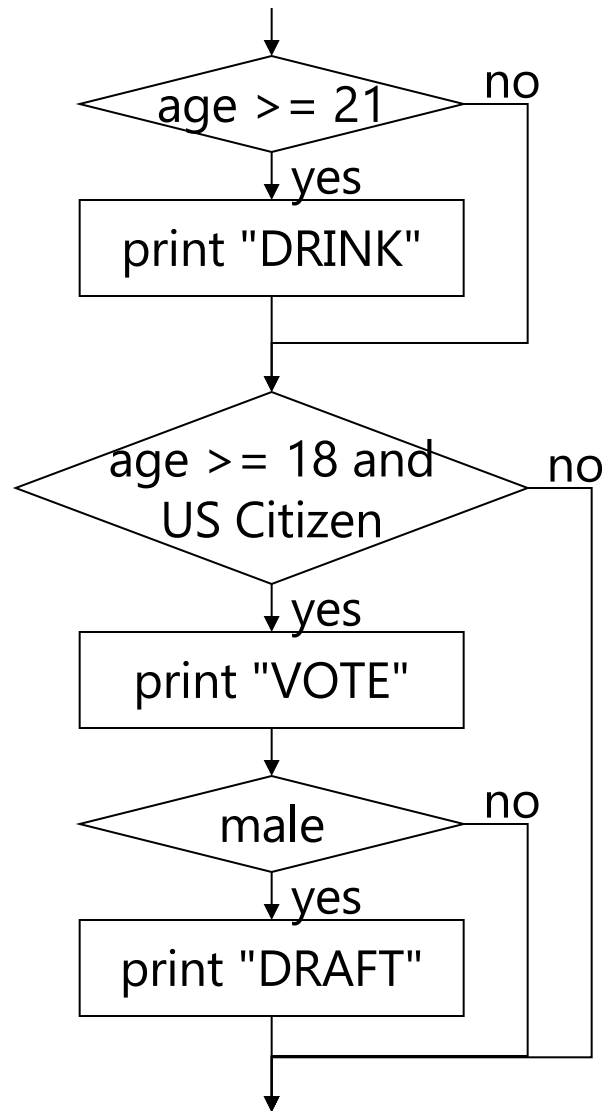 age >= 21
no
yes
print "DRINK"
age >= 18 and
US Citizen
no
yes
print "VOTE"
male
no
yes
print "DRAFT"